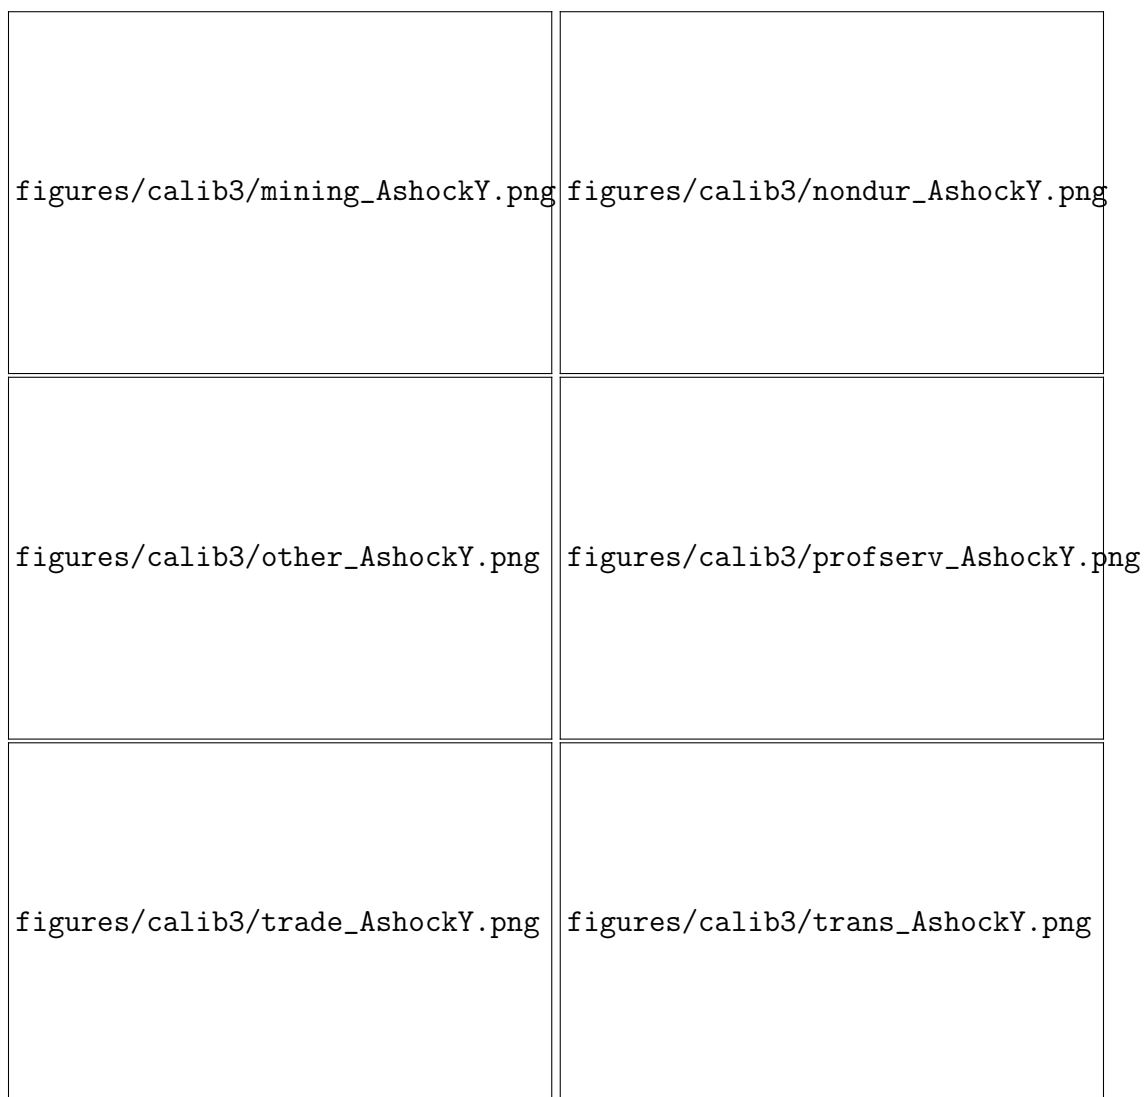 figures/calib3/mining_AshockY.png
figures/calib3/nondur_AshockY.png
figures/calib3/other_AshockY.png
figures/calib3/profserv_AshockY.png
figures/calib3/trade_AshockY.png
figures/calib3/trans_AshockY.png